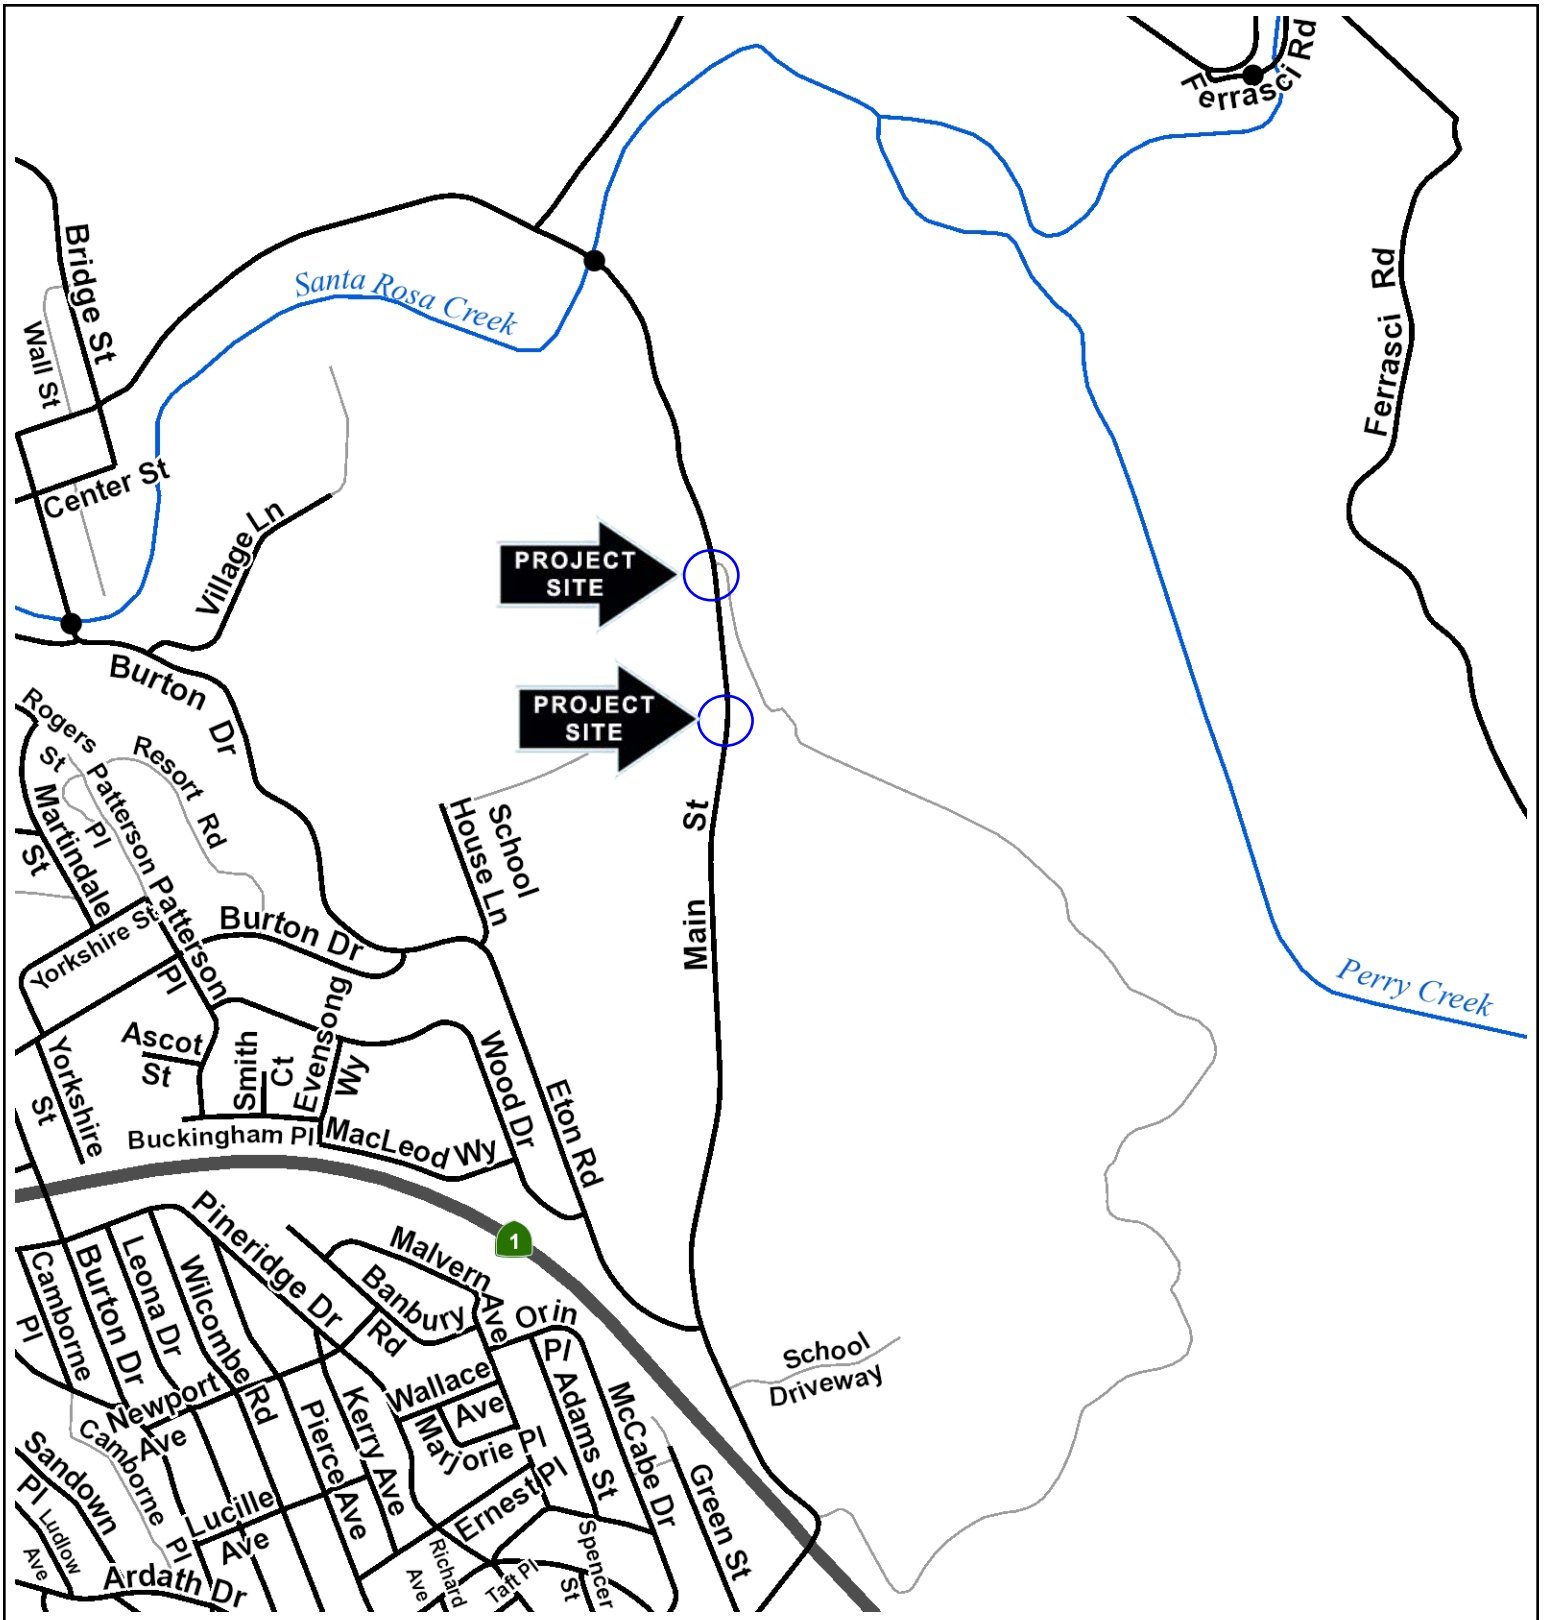 Ferrasci Rd
Bridge St
Santa Rosa Creek
Ferrasci Rd
Wall St
Center St
Village Ln
PROJECT
SITE
PROJECT
SITE
Burton Dr
Rogers
St
Resort Rd
Patterson
Pl
Martindale
St
School
House Ln
Main St
Patterson
Pl
Burton Dr
Yorkshire St
Perry Creek
Ascot
St
Smith
Ct
Evensong
Wy
Yorkshire
St
Wood Dr
Eton Rd
Buckingham Pl
MacLeod Wy
1
Pineridge Dr
Malvern
Ave
Banbury
Rd
Orin
Pl
Camborne
Pl
Burton Dr
Leona Dr
Wilcombe
Rd
School
Driveway
Newport
Ave
Wallace
Ave
Marjorie Pl
Kerry Ave
Pierce
Ave
Adams St
McCabe Dr
Camborne
Pl
Sandown
Pl
Lucille
Ave
Ernest Pl
Green St
Ludlow
Ave
Ardath Dr
Richard
Ave
Taft Pl
Spencer
St